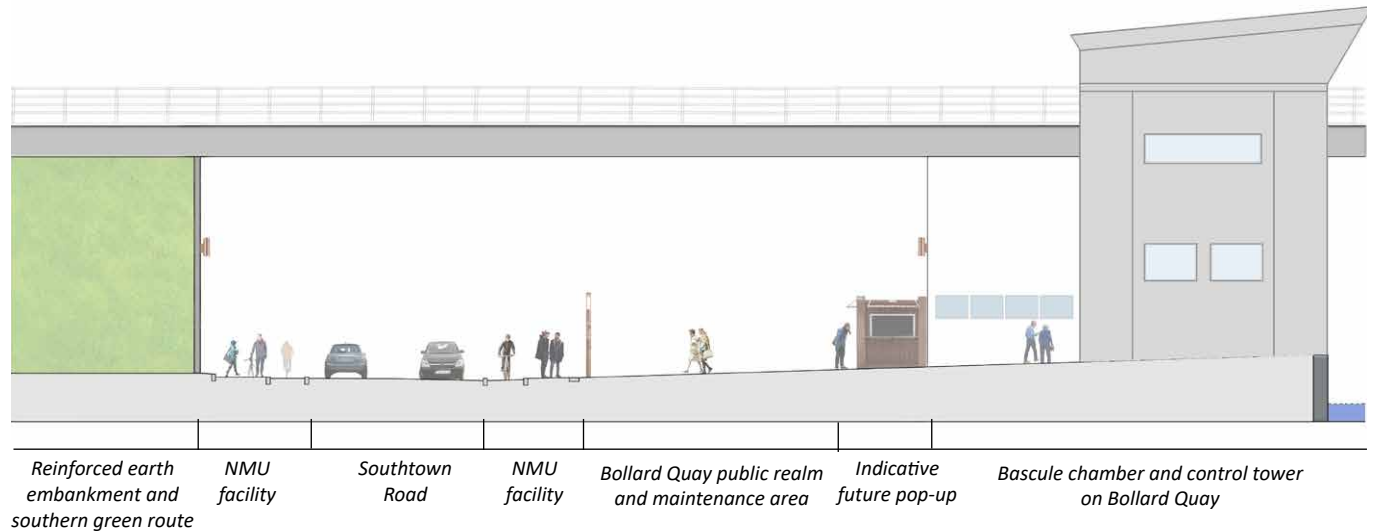 Reinforced earth
embankment and
southern green route
NMU
facility
Southtown
Road
NMU
facility
Bollard Quay public realm
and maintenance area
Indicative
future pop-up
Bascule chamber and control tower
on Bollard Quay